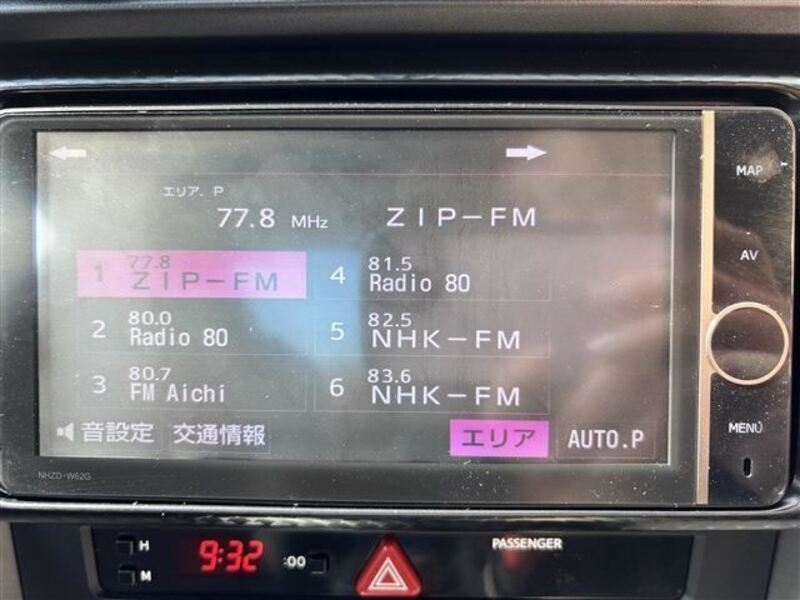 MAP
エリア. P
77.8 MHz ZIP-FM
AV
1 77.8 ZIP-FM
4 81.5 Radio 80
2 80.0 Radio 80
5 82.5 NHK-FM
3 80.7 FM Aichi
6 83.6 NHK-FM
音設定 交通情報 エリア AUTO.P
MENU
NHZD-W62G
H 9:32 :00 PASSENGER
M